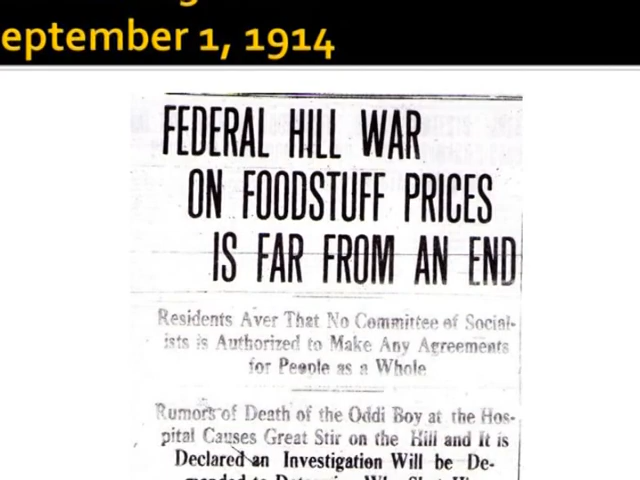 eptember 1, 1914
FEDERAL HILL WAR
ON FOODSTUFF PRICES
IS FAR FROM AN END
Residents Aver That No Committee of Social-
ists is Authorized to Make Any Agreements
for People as a Whole
Rumors of Death of the Oddi Boy at the Hos-
pital Causes Great Stir on the Hill and It is
Declared an Investigation Will be De-